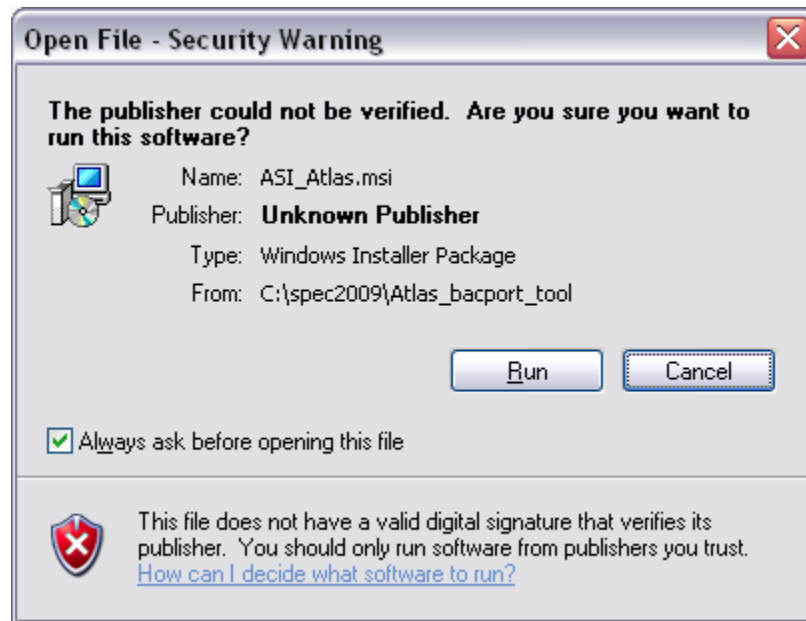 Open File - Security Warning
The publisher could not be verified.  Are you sure you want to
run this software?
Name: ASI_Atlas.msi
Publisher: Unknown Publisher
Type: Windows Installer Package
From: C:\spec2009\Atlas_bacport_tool
Run Cancel
Always ask before opening this file
This file does not have a valid digital signature that verifies its
publisher.  You should only run software from publishers you trust.
How can I decide what software to run?